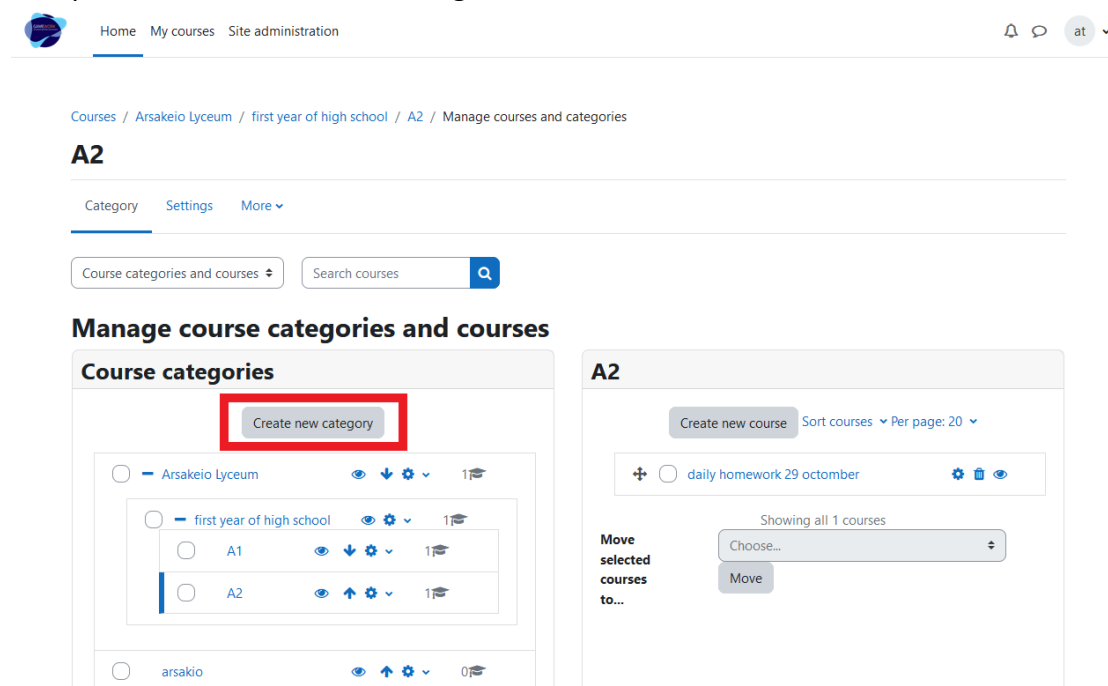 Home My courses Site administration
at
Courses / Arsakeio Lyceum / first year of high school / A2 / Manage courses and categories
A2
Category Settings More
Course categories and courses
Search courses
Manage course categories and courses
Course categories
Create new category
Arsakeio Lyceum 1
first year of high school 1
A1 1
A2 1
arsakio 0
A2
Create new course Sort courses Per page: 20
daily homework 29 octomber
Showing all 1 courses
Move
selected
courses
to...
Choose...
Move